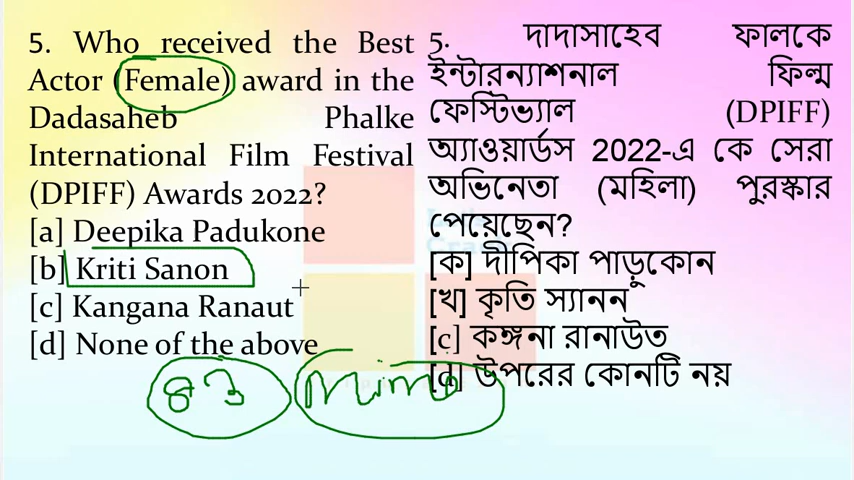 5. Who received the Best
Actor (Female) award in the
Dadasaheb Phalke
International Film Festival
(DPIFF) Awards 2022?
[a] Deepika Padukone
[b] Kriti Sanon
[c] Kangana Ranaut
[d] None of the above
83 mimi
5. দাদাসাহেব ফালকে
ইন্টারন্যাশনাল ফিল্ম
ফেস্টিভ্যাল (DPIFF)
অ্যাওয়ার্ডস 2022-এ কে সেরা
অভিনেতা (মহিলা) পুরস্কার
পেয়েছেন?
[ক] দীপিকা পাড়ুকোন
[খ] কৃতি স্যানন
[c] কঙ্গনা রানাউত
[d] উপরের কোনটি নয়